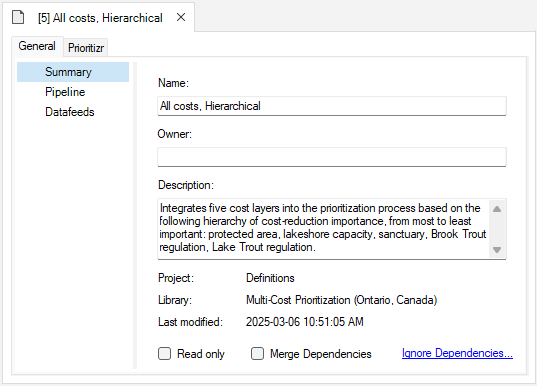 [5] All costs, Hierarchical
General Prioritizr
Summary
Pipeline
Datafeeds
Name:
All costs, Hierarchical
Owner:
Description:
Integrates five cost layers into the prioritization process based on the
following hierarchy of cost-reduction importance, from most to least
important: protected area, lakeshore capacity, sanctuary, Brook Trout
regulation, Lake Trout regulation.
Project: Definitions
Library: Multi-Cost Prioritization (Ontario, Canada)
Last modified: 2025-03-06 10:51:05 AM
Read only Merge Dependencies Ignore Dependencies...